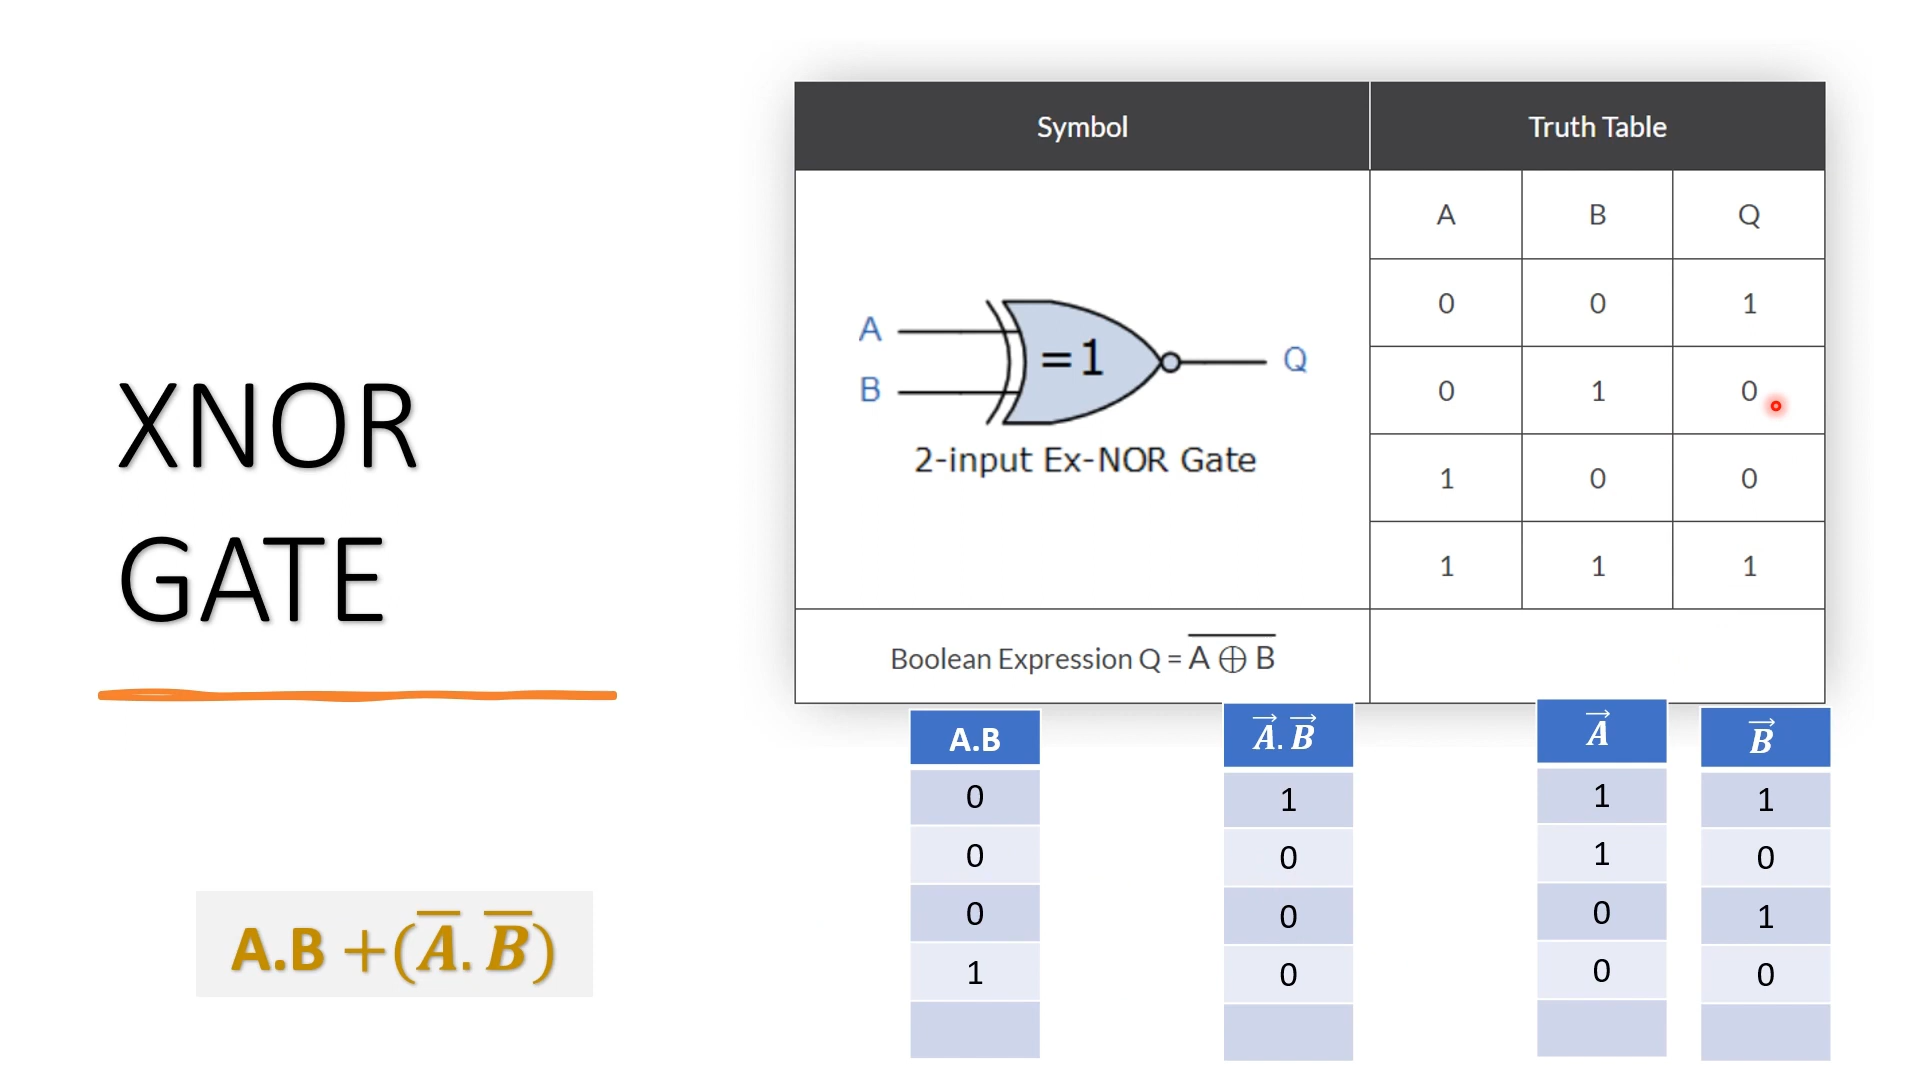 XNOR
GATE
A.B +(A̅. B̅)
Symbol
Truth Table
A
B
=1
Q
2-input Ex-NOR Gate
Boolean Expression Q = A̅ ̅⊕̅ ̅B̅
A B Q
0 0 1
0 1 0
1 0 0
1 1 1
A.B A⃗. B⃗ A⃗ B⃗
0 1 1 1
0 0 1 0
0 0 0 1
1 0 0 0